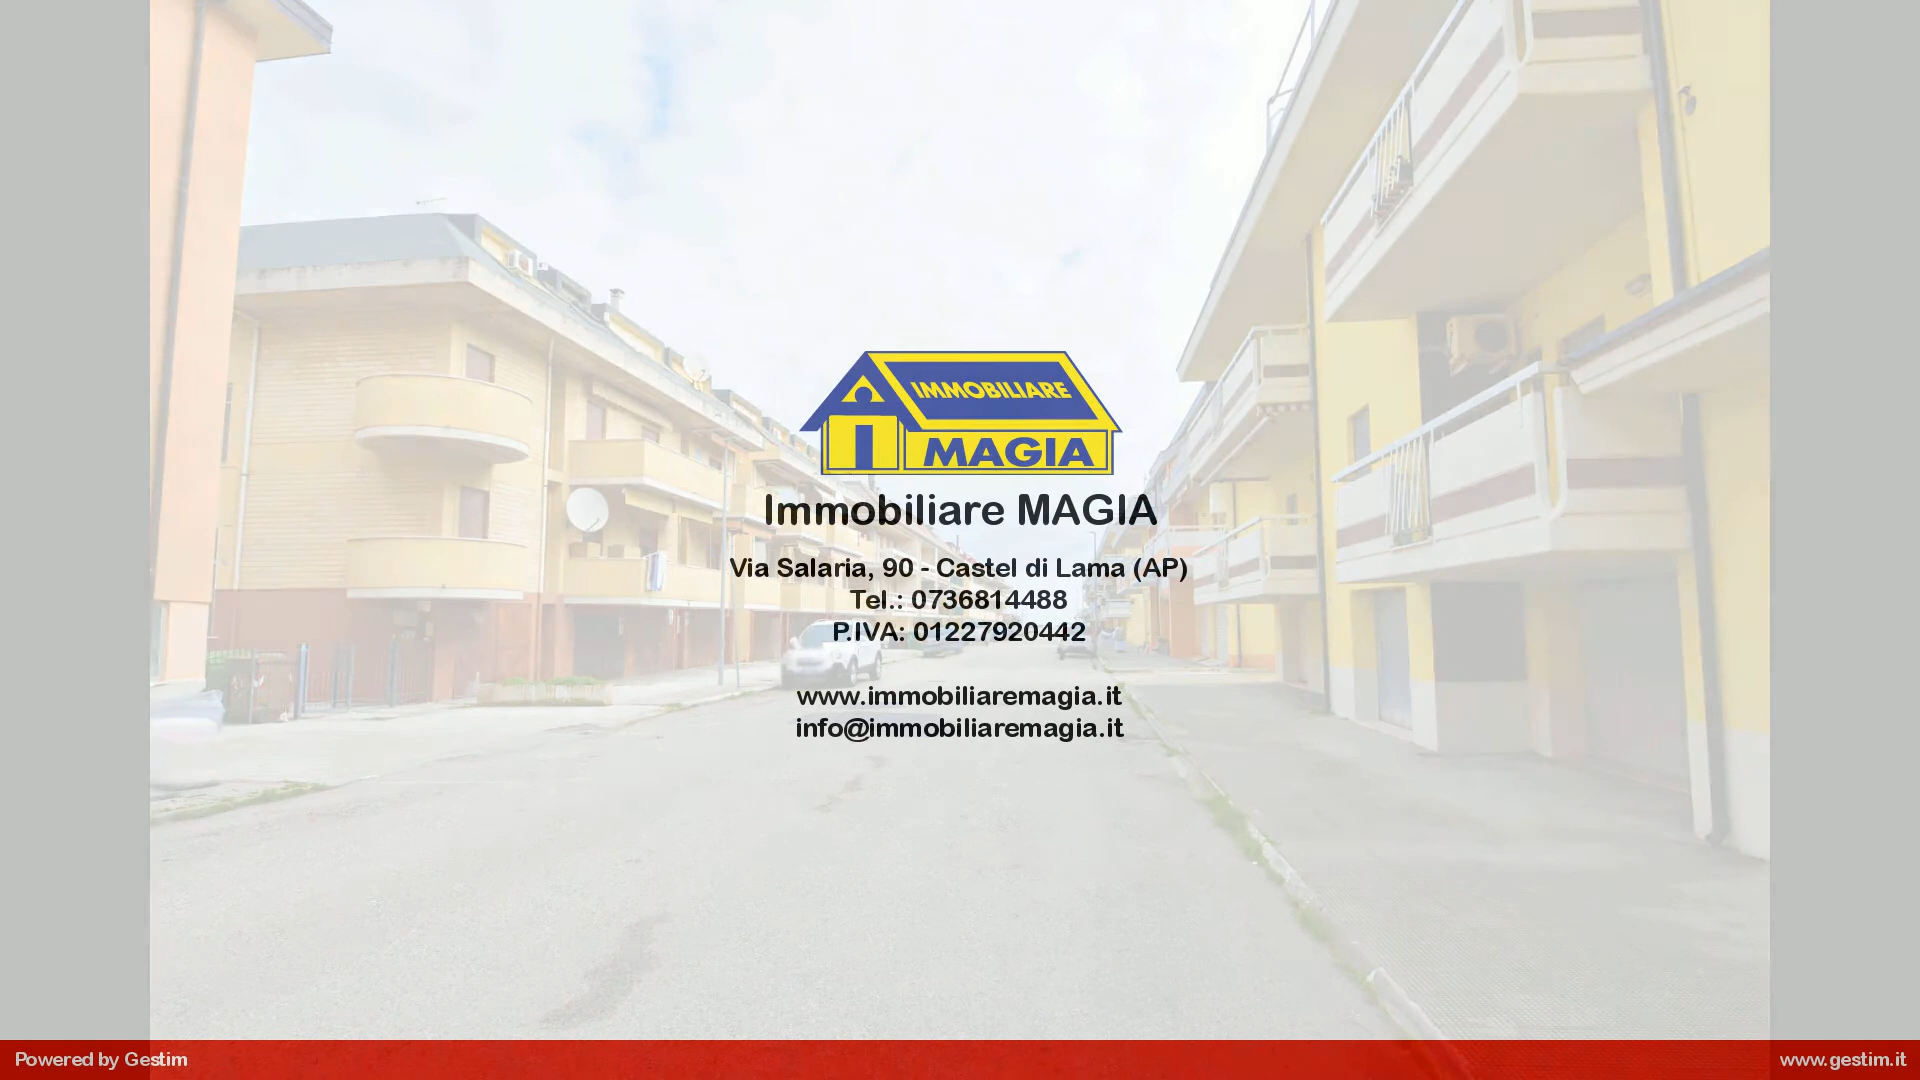 IMMOBILIARE
MAGIA
Immobiliare MAGIA
Via Salaria, 90 - Castel di Lama (AP)
Tel.: 0736814488
P.IVA: 01227920442
www.immobiliaremagia.it
info@immobiliaremagia.it
Powered by Gestim
www.gestim.it